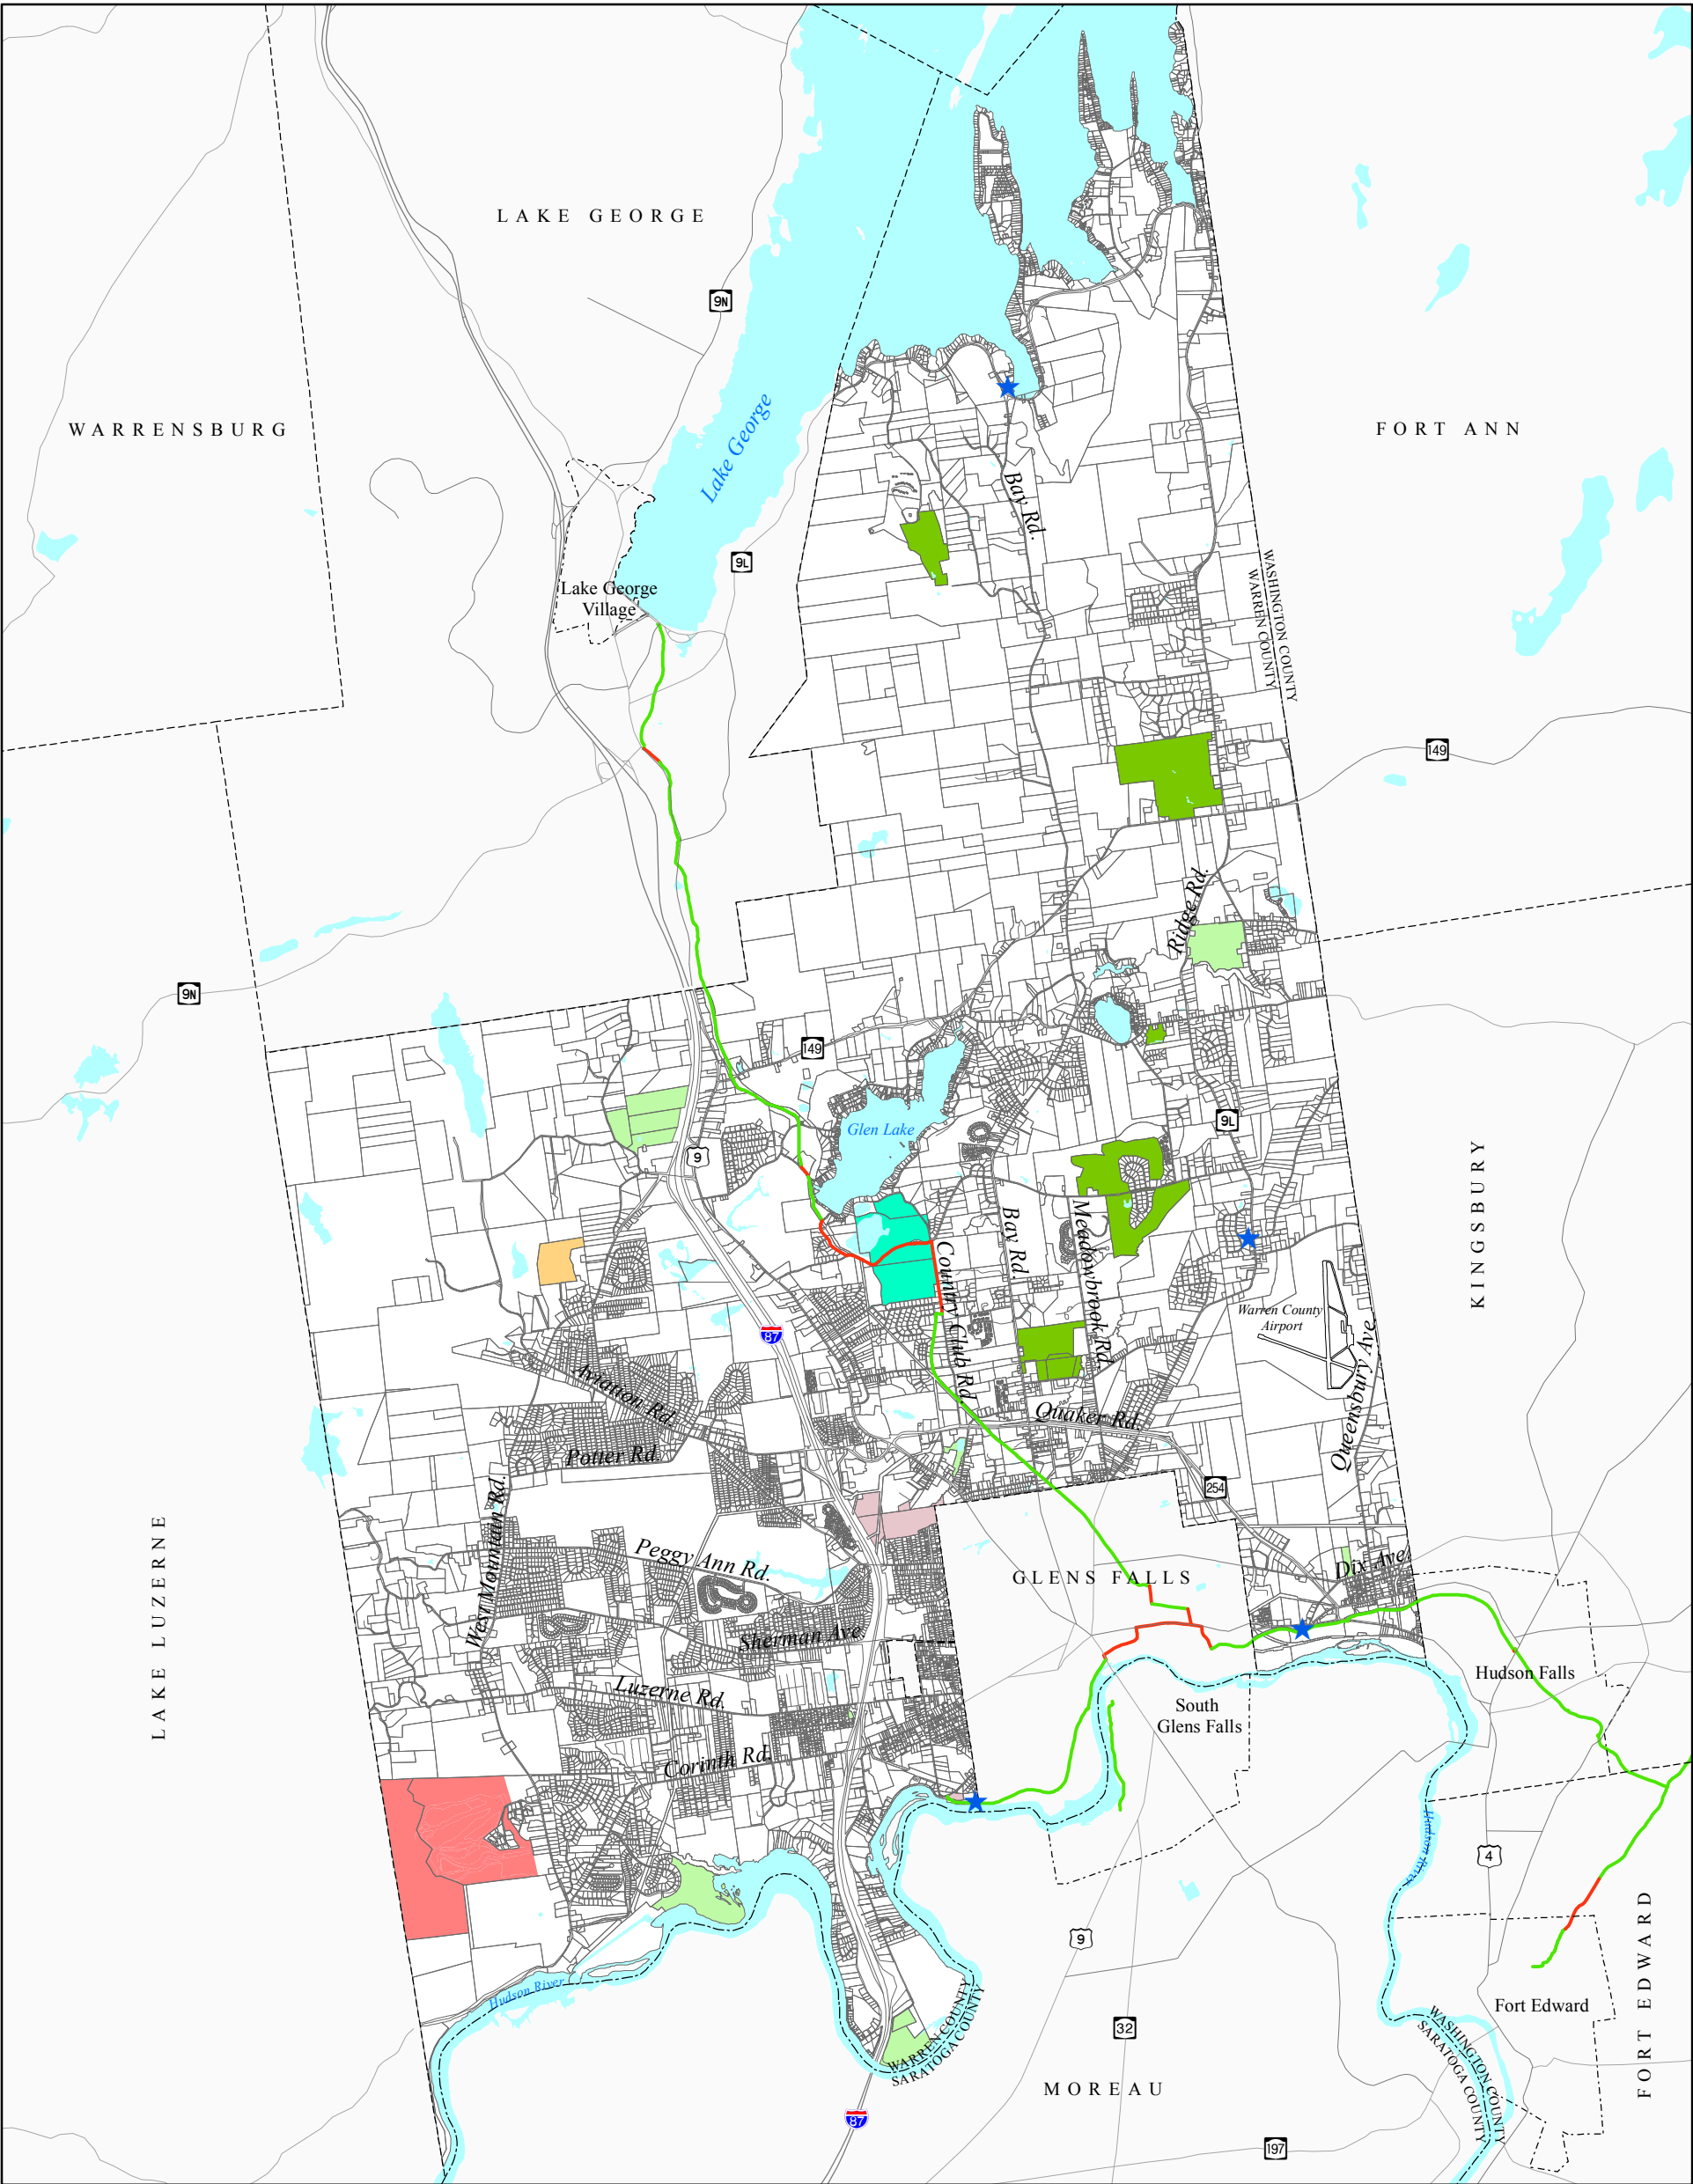 LAKE GEORGE
9N
WARRENSBURG
Lake George
FORT ANN
Bay Rd.
9L
Lake George
Village
WASHINGTON COUNTY
WARREN COUNTY
149
Ridge Rd.
9N
149
Glen Lake
9L
9
KINGSBURY
Bay Rd.
Meadowbrook Rd.
Country Club Rd.
Warren County
Airport
87
Queensbury Ave.
Aviation Rd.
Quaker Rd.
Potter Rd.
254
West Mountain Rd.
LAKE LUZERNE
Peggy Ann Rd.
GLENS FALLS
Dix Ave.
Sherman Ave.
Luzerne Rd.
Hudson Falls
South
Glens Falls
Corinth Rd.
Hudson River
4
9
FORT EDWARD
Hudson River
WARREN COUNTY
SARATOGA COUNTY
Fort Edward
32
WASHINGTON COUNTY
SARATOGA COUNTY
MOREAU
87
197